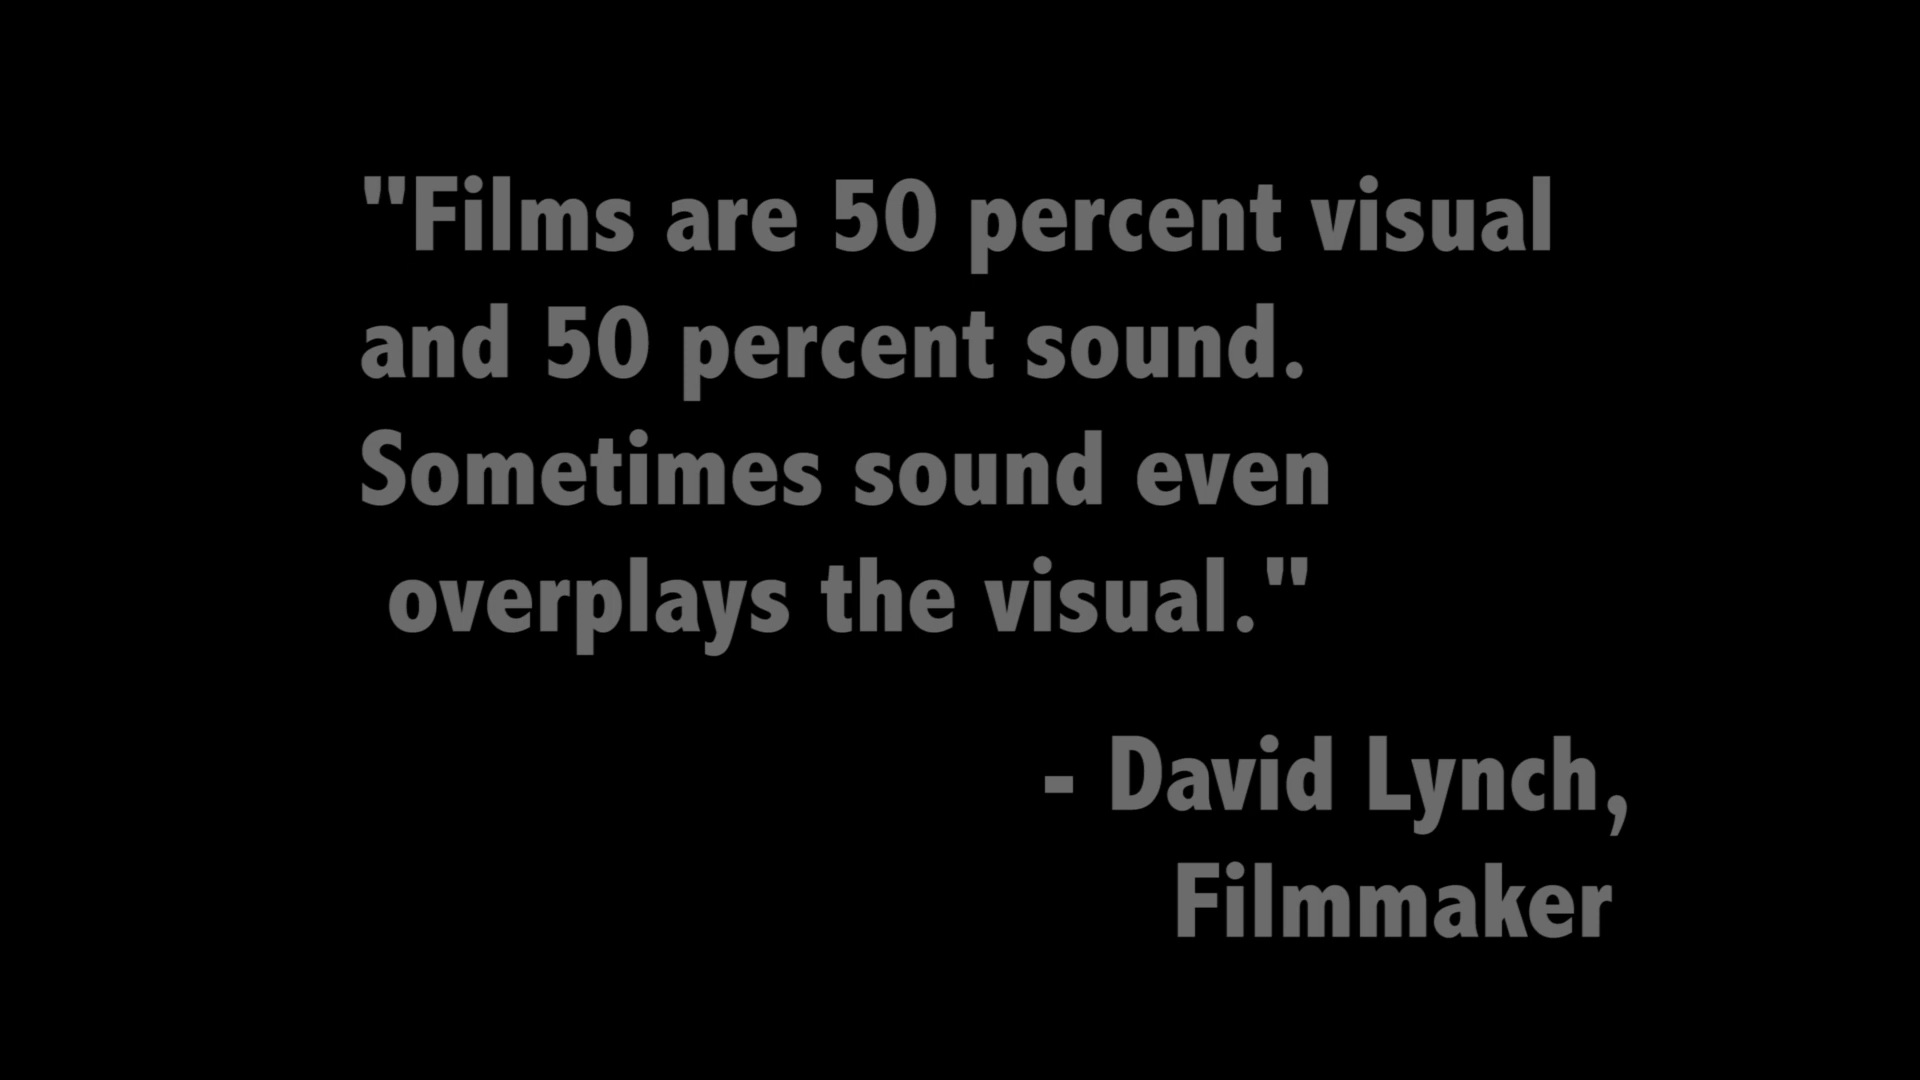 "Films are 50 percent visual
and 50 percent sound.
Sometimes sound even
overplays the visual."
- David Lynch,
Filmmaker